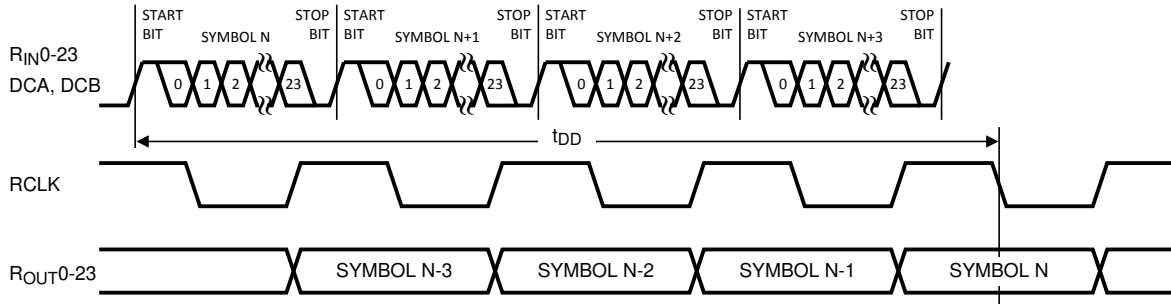 START BIT SYMBOL N STOP BIT
START BIT SYMBOL N+1 STOP BIT
START BIT SYMBOL N+2 STOP BIT
START BIT SYMBOL N+3 STOP BIT
RIN0-23
DCA, DCB
0 1 2 23 0 1 2 23 0 1 2 23 0 1 2 23
tDD
RCLK
ROUT0-23
SYMBOL N-3 SYMBOL N-2 SYMBOL N-1 SYMBOL N